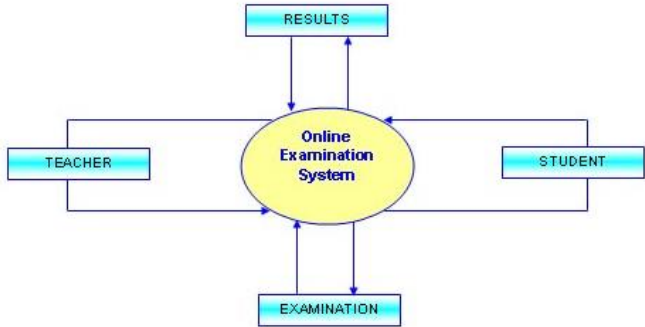 RESULTS
Online
Examination
System
TEACHER
STUDENT
EXAMINATION